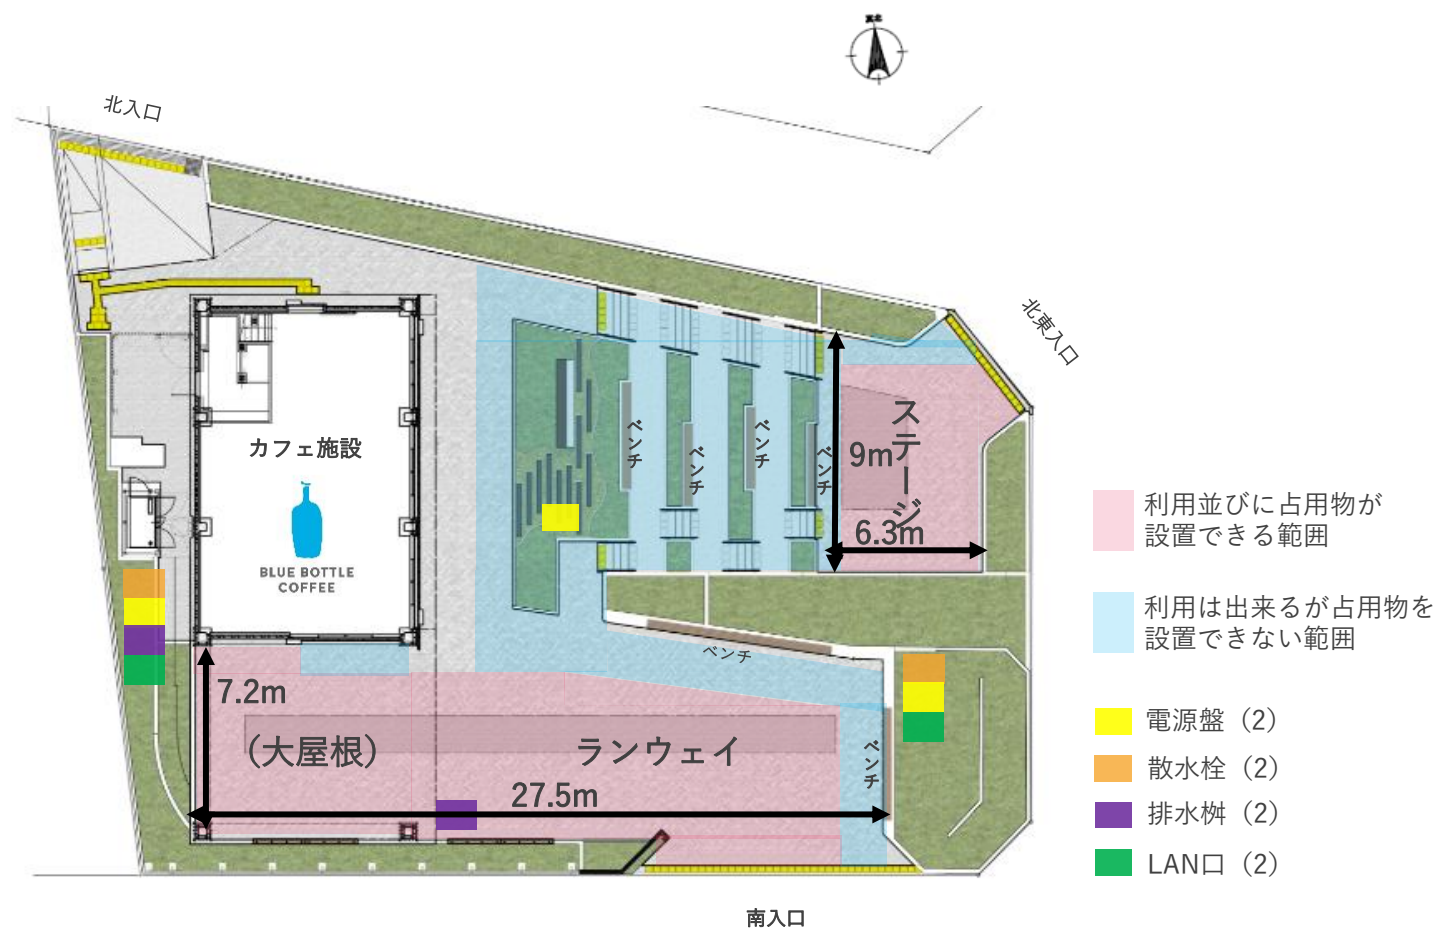 真北
北入口
北東入口
カフェ施設
BLUE BOTTLE
COFFEE
ベンチ
ベンチ
ベンチ
ベンチ
ステージ
9m
6.3m
ベンチ
ベンチ
7.2m
(大屋根)
ランウェイ
27.5m
南入口
利用並びに占用物が
設置できる範囲
利用は出来るが占用物を
設置できない範囲
電源盤（2）
散水栓（2）
排水桝（2）
LAN口（2）